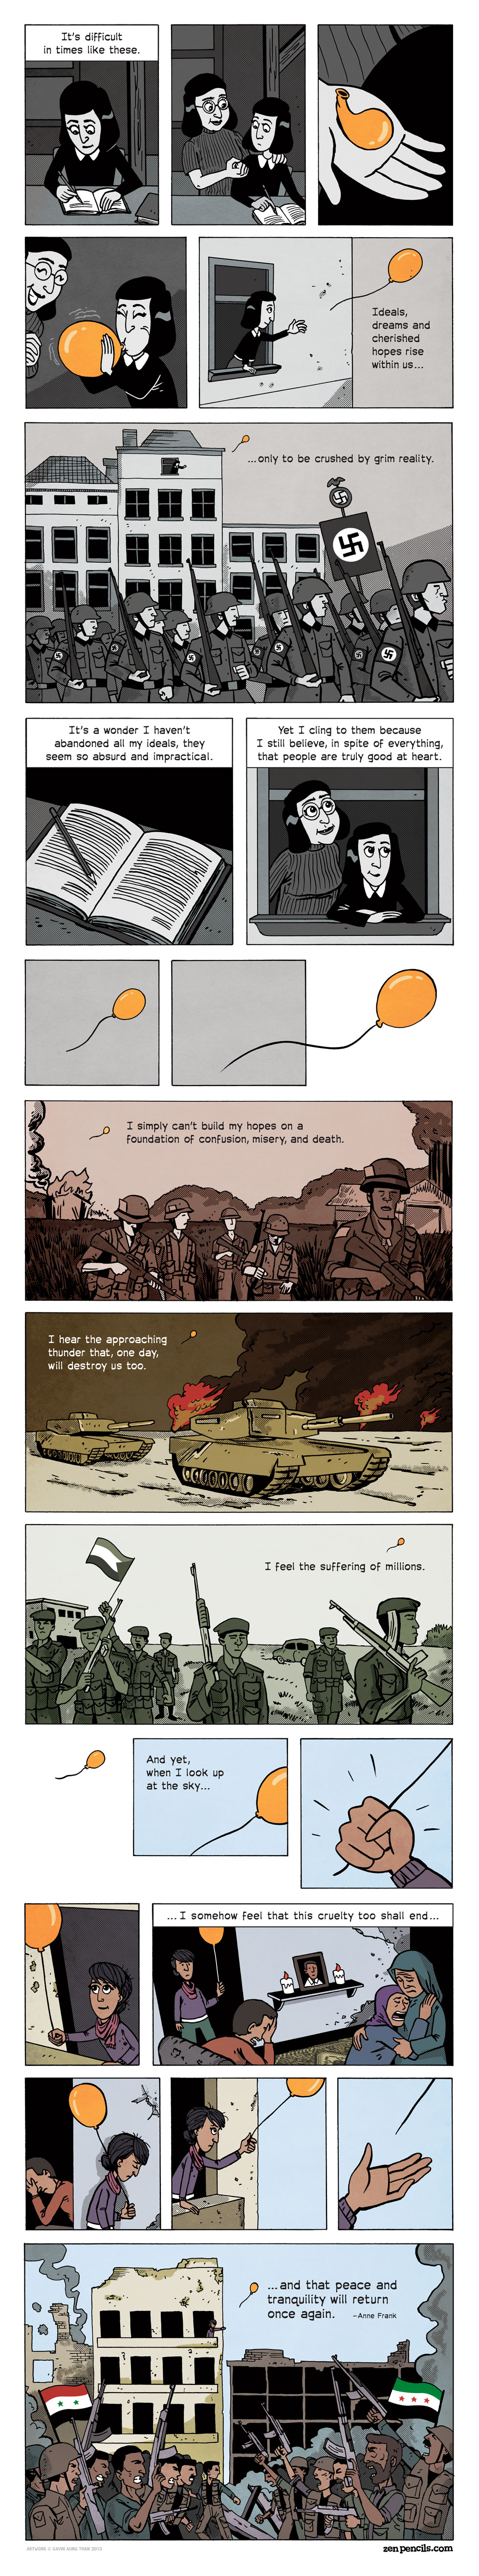 It's difficult
in times like these.
Ideals,
dreams and
cherished
hopes rise
within us...
...only to be crushed by grim reality.
It's a wonder I haven't
abandoned all my ideals, they
seem so absurd and impractical.
Yet I cling to them because
I still believe, in spite of everything,
that people are truly good at heart.
I simply can't build my hopes on a
foundation of confusion, misery, and death.
I hear the approaching
thunder that, one day,
will destroy us too.
I feel the suffering of millions.
And yet,
when I look up
at the sky...
...I somehow feel that this cruelty too shall end...
...and that peace and
tranquility will return
once again. –Anne Frank
ARTWORK © GAVIN AUNG THAN 2013
zenpencils.com